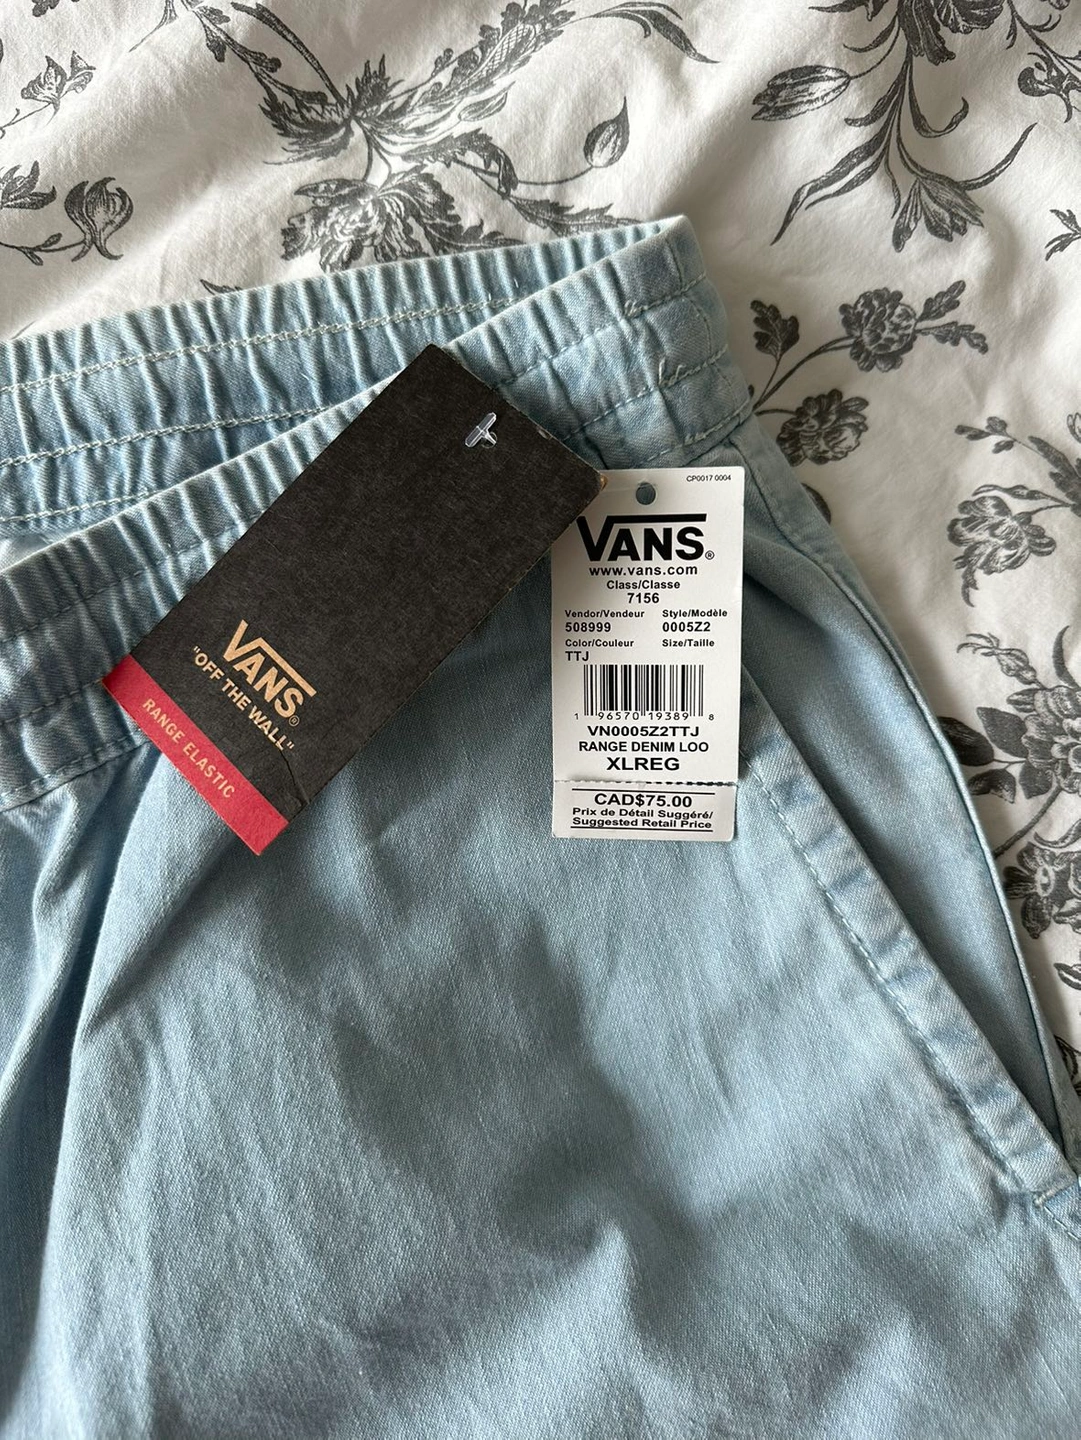 VANS
"OFF THE WALL"
RANGE ELASTIC
CP0017 0004
VANS®
www.vans.com
Class/Classe
7156
Vendor/Vendeur Style/Modèle
508999 0005Z2
Color/Couleur Size/Taille
TTJ
1 96570 19389 8
VN0005Z2TTJ
RANGE DENIM LOO
XLREG
CAD$75.00
Prix de Détail Suggéré/
Suggested Retail Price